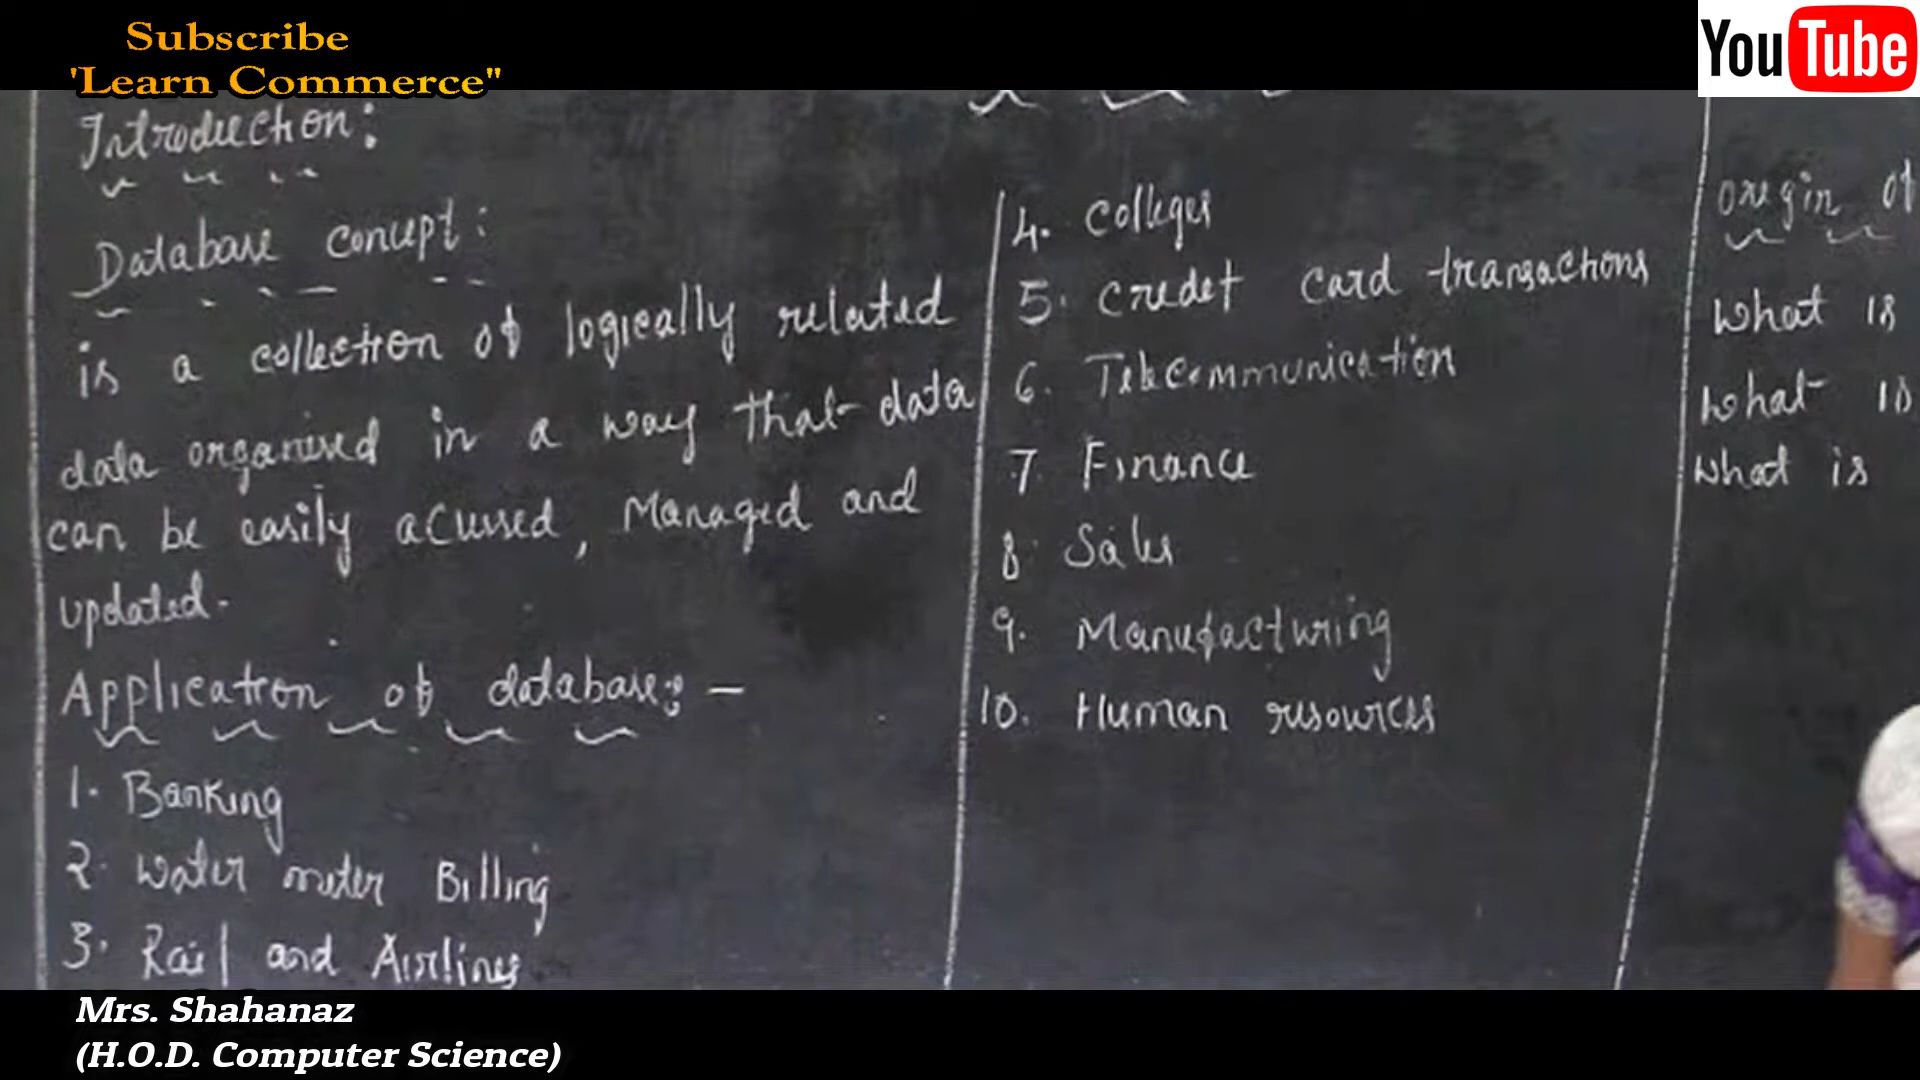 Subscribe
'Learn Commerce"
YouTube
Introduction:
Database concept:
is a collection of logically related
data organised in a way that data
can be easily accessed, Managed and
updated.
Application of database:-
1. Banking
2. Water meter Billing
3. Rail and Airlines
4. Colleges
5. Credit card transactions
6. Telecommunication
7. Finance
8. Sales
9. Manufacturing
10. Human resources
origin of
What is
What is
What is
Mrs. Shahanaz
(H.O.D. Computer Science)